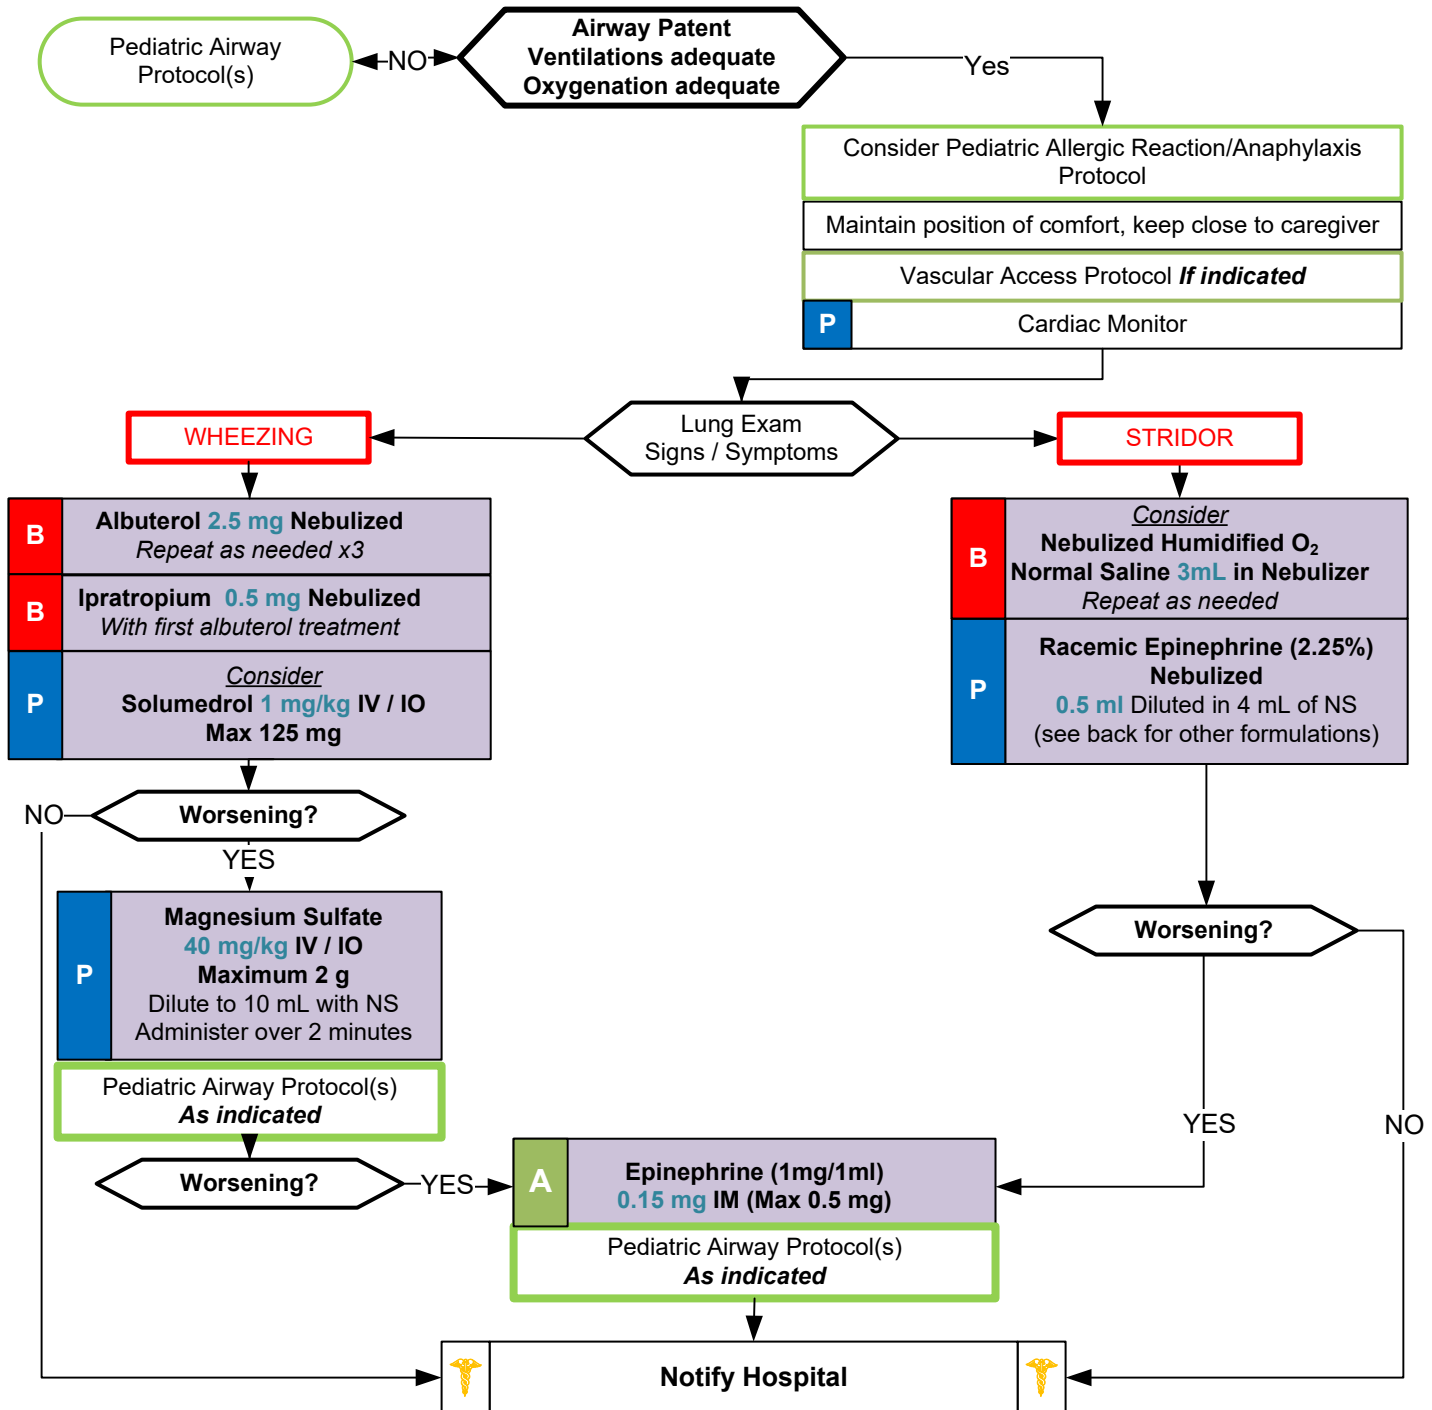 Pediatric Airway
Protocol(s)
NO
Airway Patent
Ventilations adequate
Oxygenation adequate
Yes
Consider Pediatric Allergic Reaction/Anaphylaxis
Protocol
Maintain position of comfort, keep close to caregiver
Vascular Access Protocol If indicated
P
Cardiac Monitor
Lung Exam
Signs / Symptoms
WHEEZING
STRIDOR
B
Albuterol 2.5 mg Nebulized
Repeat as needed x3
B
Ipratropium 0.5 mg Nebulized
With first albuterol treatment
P
Consider
Solumedrol 1 mg/kg IV / IO
Max 125 mg
B
Consider
Nebulized Humidified O₂
Normal Saline 3mL in Nebulizer
Repeat as needed
P
Racemic Epinephrine (2.25%)
Nebulized
0.5 ml Diluted in 4 mL of NS
(see back for other formulations)
NO
Worsening?
YES
P
Magnesium Sulfate
40 mg/kg IV / IO
Maximum 2 g
Dilute to 10 mL with NS
Administer over 2 minutes
Pediatric Airway Protocol(s)
As indicated
Worsening?
YES
Worsening?
YES
NO
A
Epinephrine (1mg/1ml)
0.15 mg IM (Max 0.5 mg)
Pediatric Airway Protocol(s)
As indicated
Notify Hospital